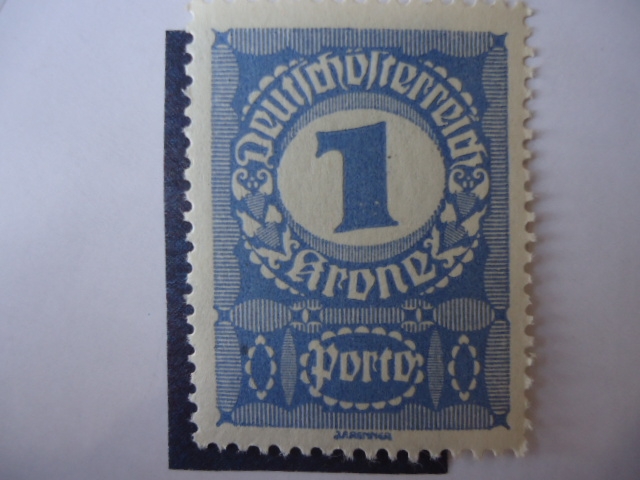 Deutschösterreich
1
Krone
Porto